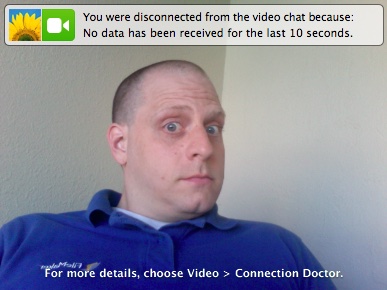 You were disconnected from the video chat because:
No data has been received for the last 10 seconds.
For more details, choose Video > Connection Doctor.